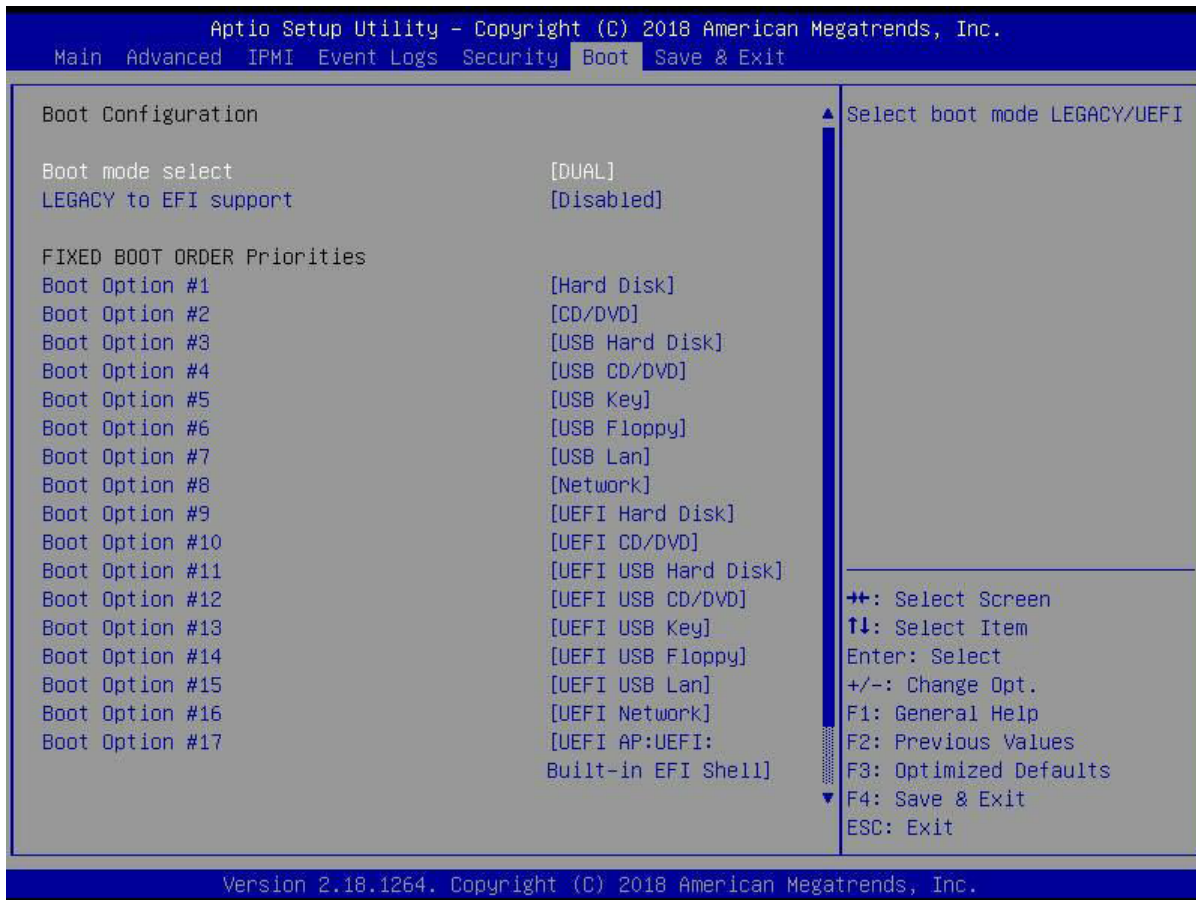 Aptio Setup Utility - Copyright (C) 2018 American Megatrends, Inc.
Main Advanced IPMI Event Logs Security Boot Save & Exit
Boot Configuration
Boot mode select [DUAL]
LEGACY to EFI support [Disabled]
FIXED BOOT ORDER Priorities
Boot Option #1 [Hard Disk]
Boot Option #2 [CD/DVD]
Boot Option #3 [USB Hard Disk]
Boot Option #4 [USB CD/DVD]
Boot Option #5 [USB Key]
Boot Option #6 [USB Floppy]
Boot Option #7 [USB Lan]
Boot Option #8 [Network]
Boot Option #9 [UEFI Hard Disk]
Boot Option #10 [UEFI CD/DVD]
Boot Option #11 [UEFI USB Hard Disk]
Boot Option #12 [UEFI USB CD/DVD]
Boot Option #13 [UEFI USB Key]
Boot Option #14 [UEFI USB Floppy]
Boot Option #15 [UEFI USB Lan]
Boot Option #16 [UEFI Network]
Boot Option #17 [UEFI AP:UEFI:
Built-in EFI Shell]
Select boot mode LEGACY/UEFI
→←: Select Screen
↑↓: Select Item
Enter: Select
+/-: Change Opt.
F1: General Help
F2: Previous Values
F3: Optimized Defaults
F4: Save & Exit
ESC: Exit
Version 2.18.1264. Copyright (C) 2018 American Megatrends, Inc.